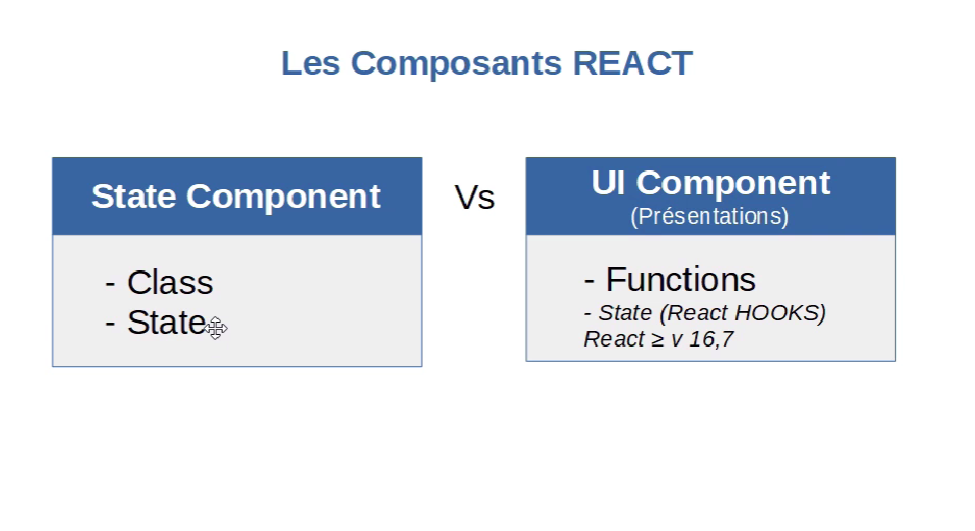 Les Composants REACT
State Component
Vs
UI Component
(Présentations)
- Class
- State
- Functions
- State (React HOOKS)
React ≥ v 16,7